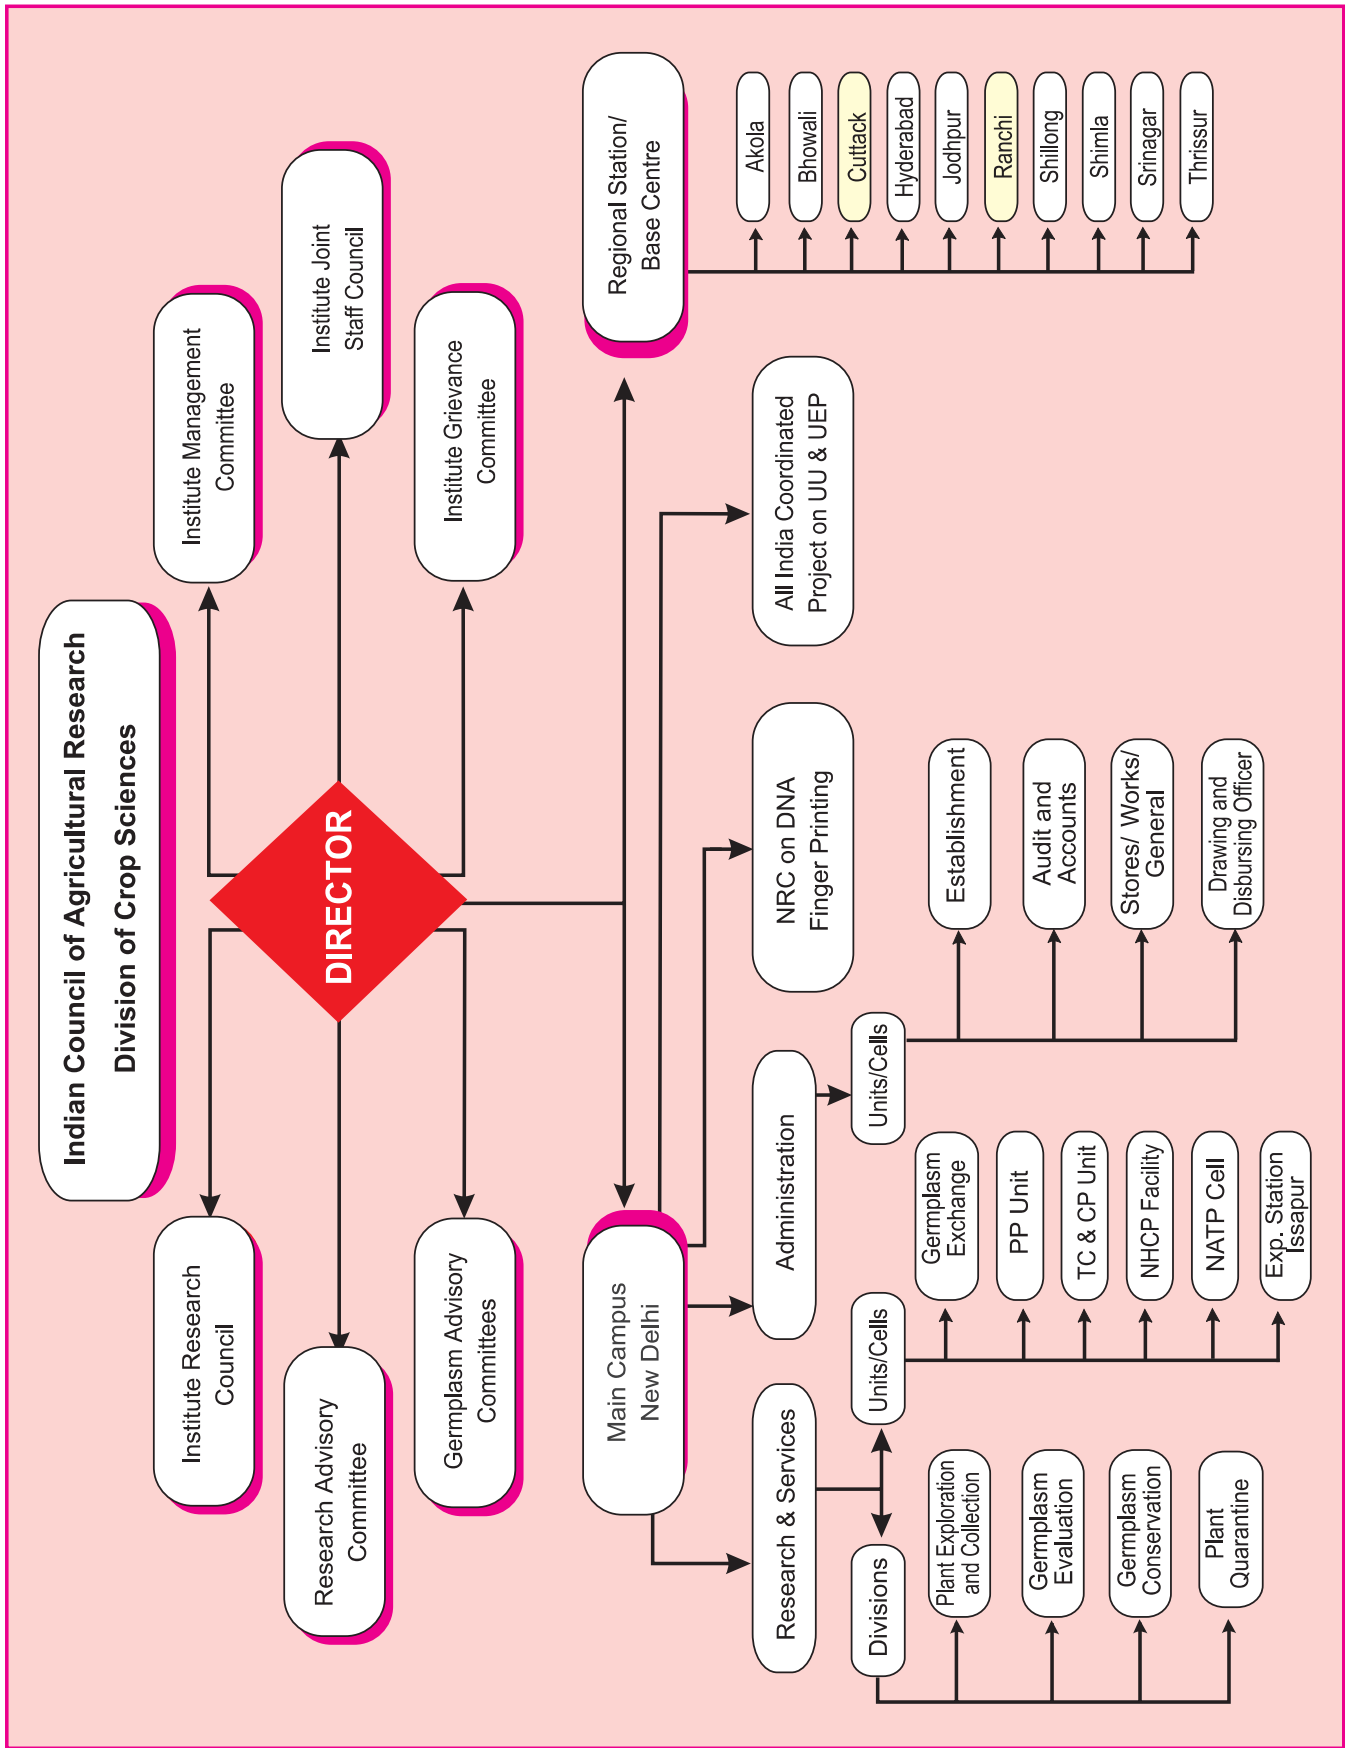 Indian Council of Agricultural Research
Division of Crop Sciences
DIRECTOR
Institute Research
Council
Research Advisory
Committee
Germplasm Advisory
Committees
Institute Management
Committee
Institute Joint
Staff Council
Institute Grievance
Committee
Main Campus
New Delhi
Regional Station/
Base Centre
Research & Services
Administration
NRC on DNA
Finger Printing
All India Coordinated
Project on UU & UEP
Divisions
Units/Cells
Units/Cells
Plant Exploration
and Collection
Germplasm
Evaluation
Germplasm
Conservation
Plant
Quarantine
Germplasm
Exchange
PP Unit
TC & CP Unit
NHCP Facility
NATP Cell
Exp. Station
Issapur
Establishment
Audit and
Accounts
Stores/ Works/
General
Drawing and
Disbursing Officer
Akola
Bhowali
Cuttack
Hyderabad
Jodhpur
Ranchi
Shillong
Shimla
Srinagar
Thrissur